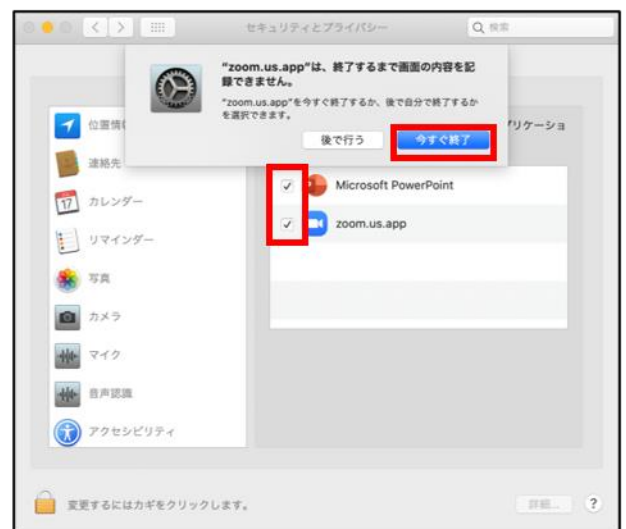 セキュリティとプライバシー
検索
"zoom.us.app"は、終了するまで画面の内容を記
録できません。
"zoom.us.app"を今すぐ終了するか、後で自分で終了するか
を選択できます。
後で行う
今すぐ終了
位置情
プリケーショ
連絡先
Microsoft PowerPoint
17
カレンダー
zoom.us.app
リマインダー
写真
カメラ
マイク
音声認識
アクセシビリティ
変更するにはカギをクリックします。
詳細...
?